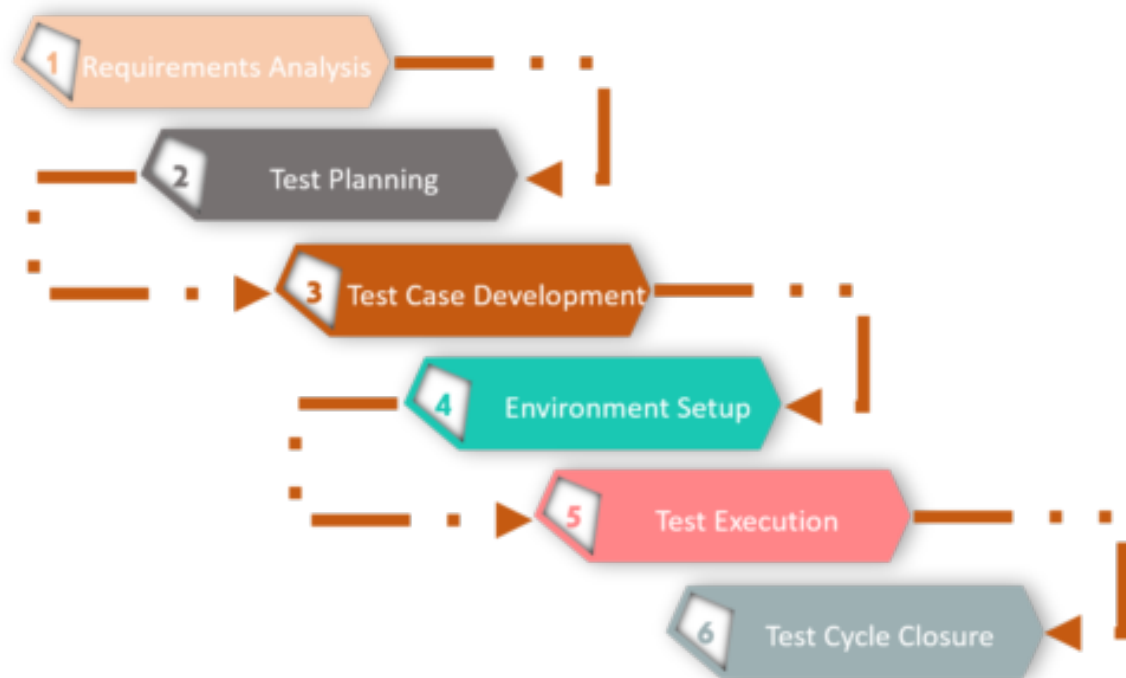 1 Requirements Analysis
2 Test Planning
3 Test Case Development
4 Environment Setup
5 Test Execution
6 Test Cycle Closure